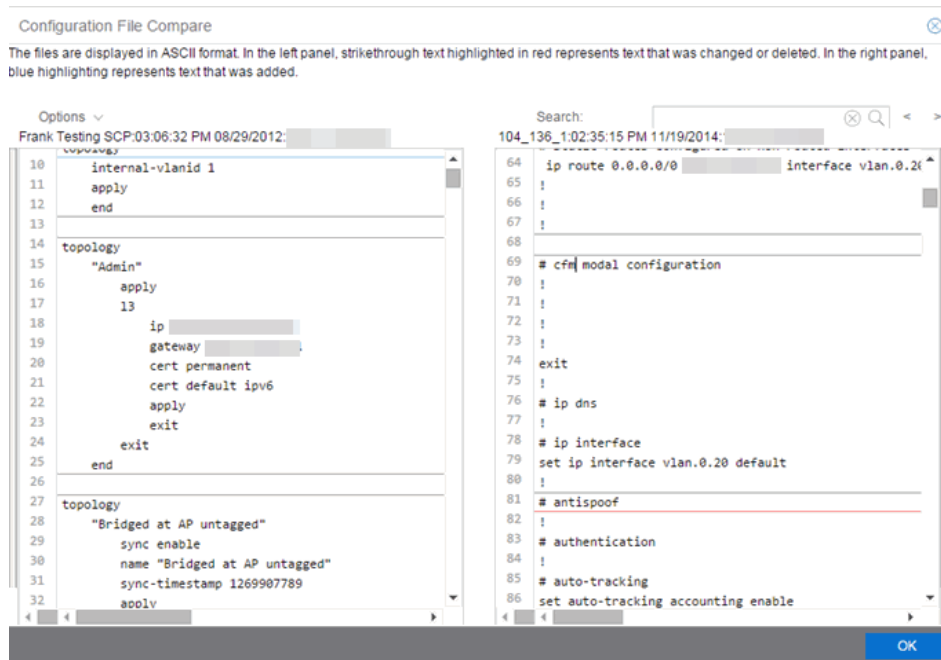 Configuration File Compare
The files are displayed in ASCII format. In the left panel, strikethrough text highlighted in red represents text that was changed or deleted. In the right panel,
blue highlighting represents text that was added.
Options
Search:
< >
Frank Testing SCP:03:06:32 PM 08/29/2012:
topology
10 internal-vlanid 1
11 apply
12 end
13
14 topology
15 "Admin"
16 apply
17 l3
18 ip
19 gateway
20 cert permanent
21 cert default ipv6
22 apply
23 exit
24 exit
25 end
26
27 topology
28 "Bridged at AP untagged"
29 sync enable
30 name "Bridged at AP untagged"
31 sync-timestamp 1269907789
32 apply
104_136_1:02:35:15 PM 11/19/2014:
64 ip route 0.0.0.0/0 interface vlan.0.20
65 !
66 !
67 !
68
69 # cfm modal configuration
70 !
71 !
72 !
73 !
74 exit
75 !
76 # ip dns
77 !
78 # ip interface
79 set ip interface vlan.0.20 default
80 !
81 # antispoof
82 !
83 # authentication
84 !
85 # auto-tracking
86 set auto-tracking accounting enable
OK